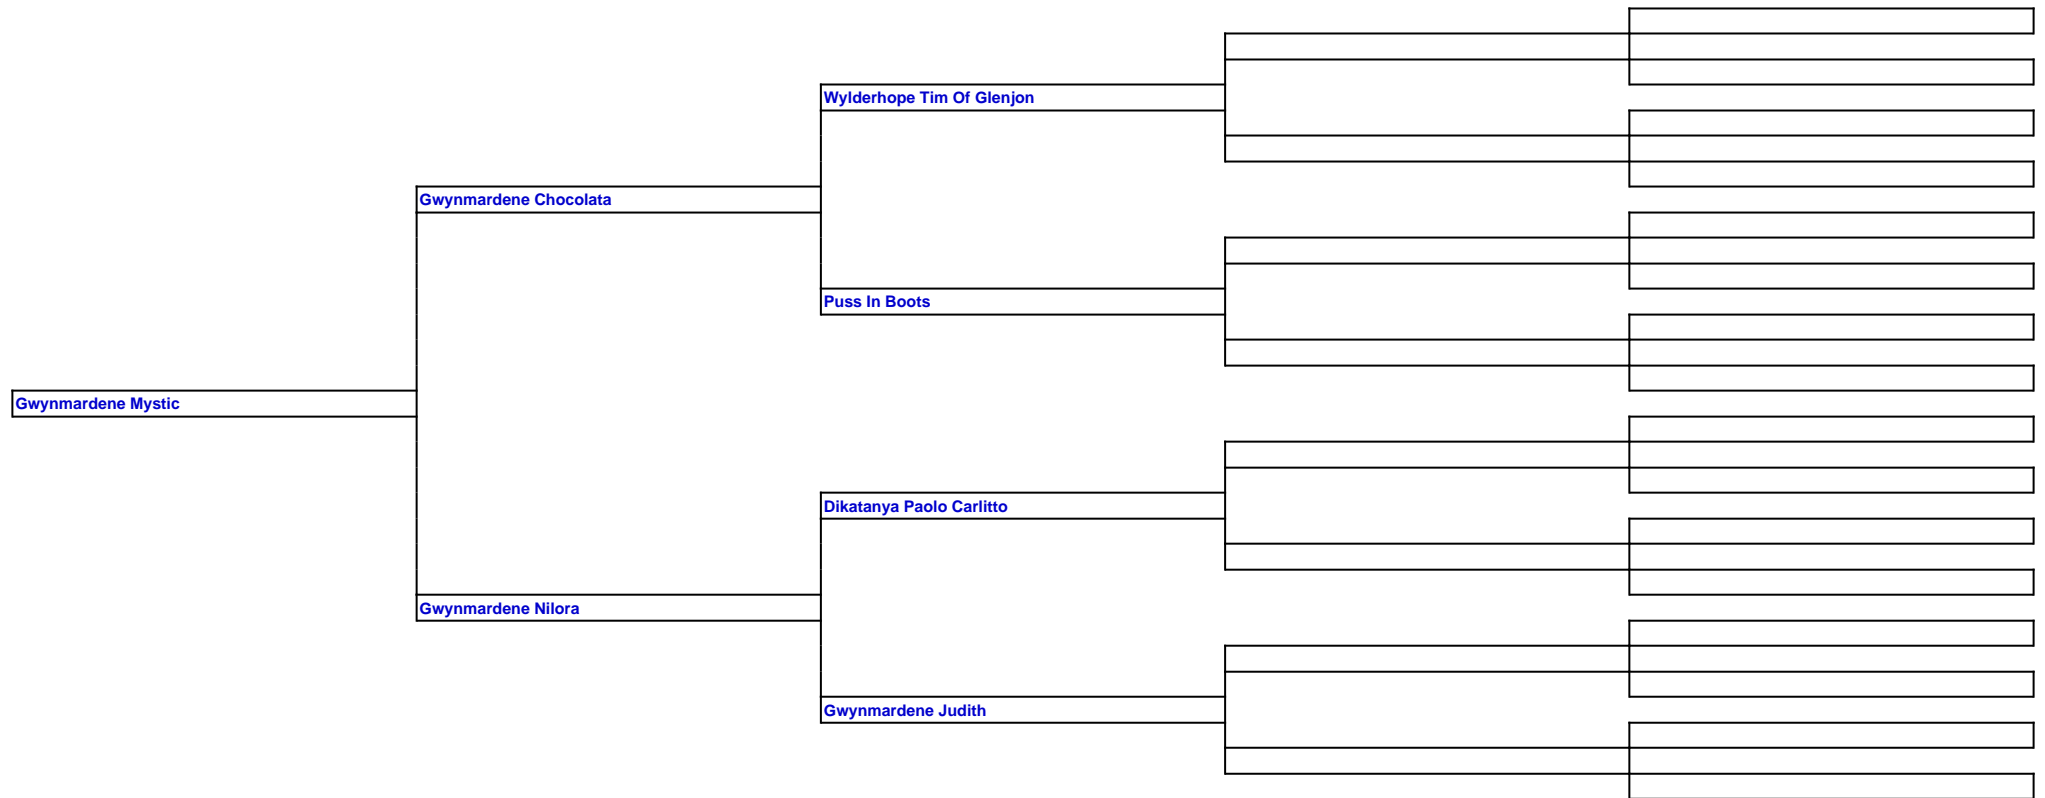 Wylderhope Tim Of Glenjon
Gwynmardene Chocolata
Puss In Boots
Gwynmardene Mystic
Dikatanya Paolo Carlitto
Gwynmardene Nilora
Gwynmardene Judith